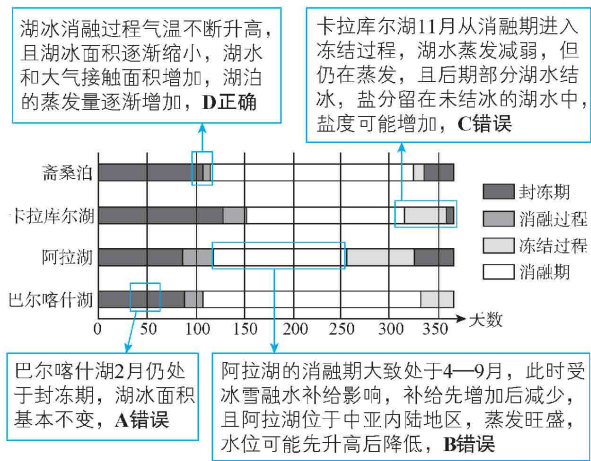 湖冰消融过程气温不断升高，
且湖冰面积逐渐缩小，湖水
和大气接触面积增加，湖泊
的蒸发量逐渐增加，D正确
卡拉库尔湖11月从消融期进入
冻结过程，湖水蒸发减弱，但
仍在蒸发，且后期部分湖水结
冰，盐分留在未结冰的湖水中，
盐度可能增加，C错误
斋桑泊
卡拉库尔湖
阿拉湖
巴尔喀什湖
封冻期
消融过程
冻结过程
消融期
0 50 100 150 200 250 300 350 天数
巴尔喀什湖2月仍处
于封冻期，湖冰面积
基本不变，A错误
阿拉湖的消融期大致处于4—9月，此时受
冰雪融水补给影响，补给先增加后减少，
且阿拉湖位于中亚内陆地区，蒸发旺盛，
水位可能先升高后降低，B错误